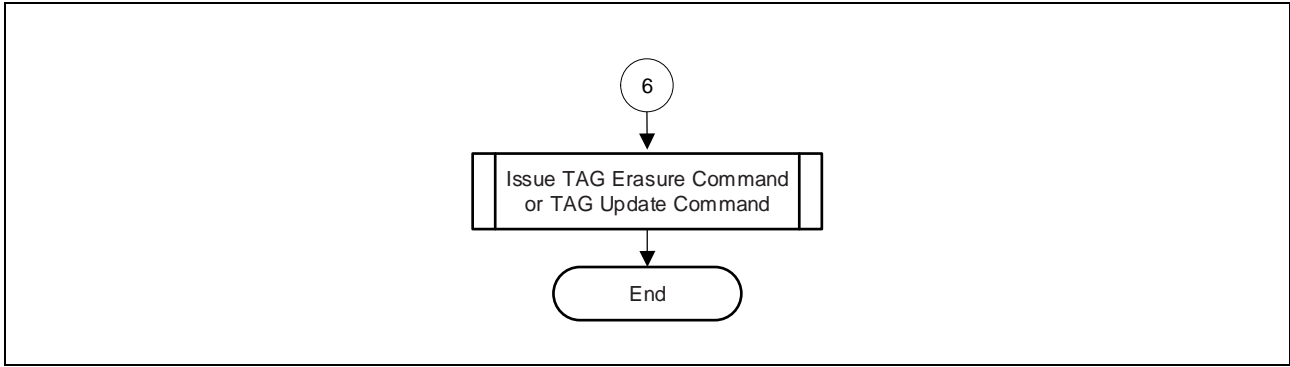 6
Issue TAG Erasure Command
or TAG Update Command
End